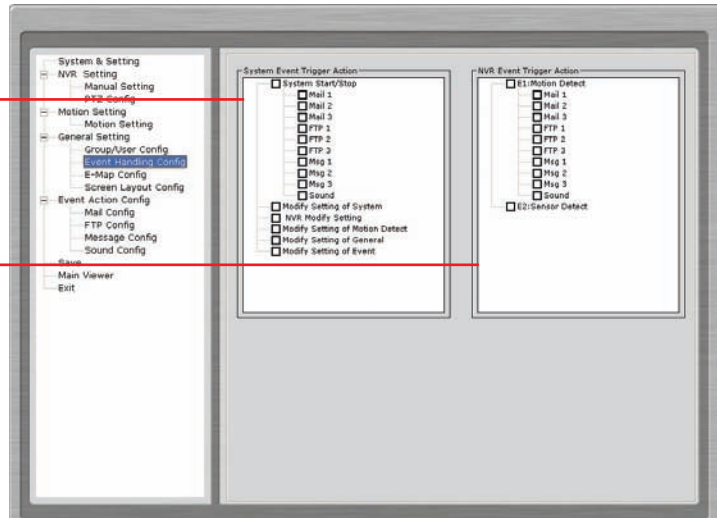 System & Setting
NVR Setting
Manual Setting
PTZ Config
Motion Setting
Motion Setting
General Setting
Group/User Config
Event Handling Config
E-Map Config
Screen Layout Config
Event Action Config
Mail Config
FTP Config
Message Config
Sound Config
Save
Main Viewer
Exit
System Event Trigger Action
System Start/Stop
Mail 1
Mail 2
Mail 3
FTP 1
FTP 2
FTP 3
Msg 1
Msg 2
Msg 3
Sound
Modify Setting of System
NVR Modify Setting
Modify Setting of Motion Detect
Modify Setting of General
Modify Setting of Event
NVR Event Trigger Action
E1:Motion Detect
Mail 1
Mail 2
Mail 3
FTP 1
FTP 2
FTP 3
Msg 1
Msg 2
Msg 3
Sound
E2:Sensor Detect